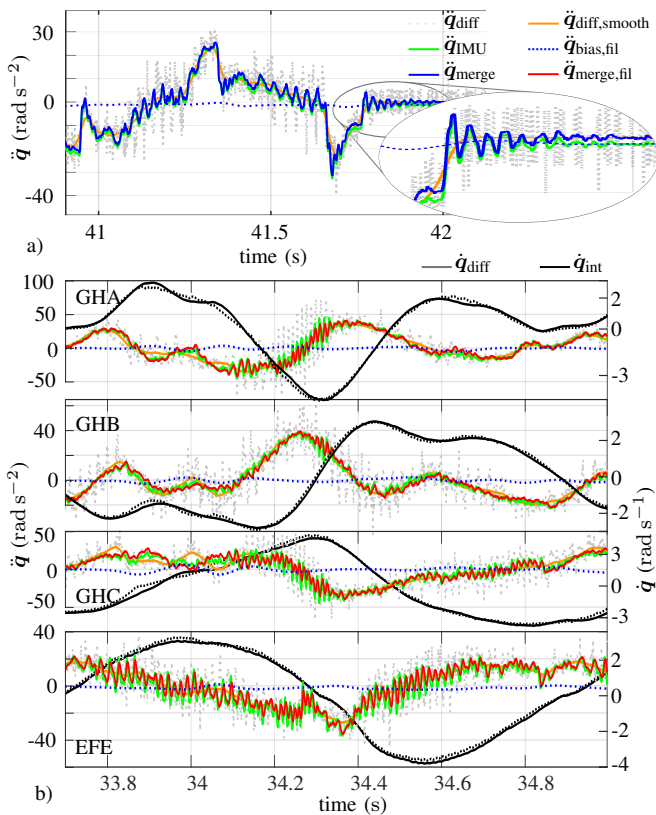 q̈diff
q̈diff,smooth
q̈IMU
q̈bias,fil
q̈merge
q̈merge,fil
30
0
-40
q̈ (rad s−2)
41
41.5
42
time (s)
a)
q̇diff
q̇int
GHA
100
50
0
-50
2
0
-3
GHB
40
0
-40
2
0
-2
GHC
50
0
-50
3
0
-3
EFE
40
0
-40
2
0
-2
-4
q̈ (rad s−2)
q̇ (rad s−1)
33.8
34
34.2
34.4
34.6
34.8
time (s)
b)